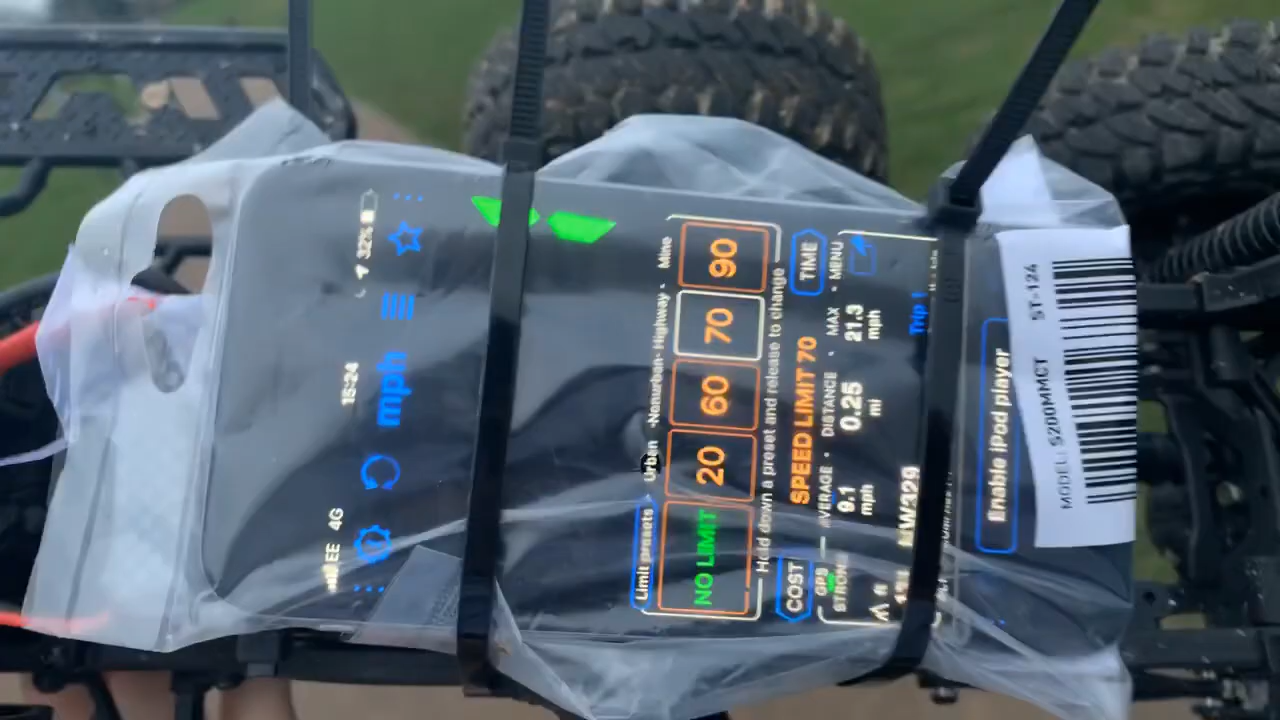 EE 4G 15:24 32%
mph
Limit presets Urban -Nonurban- Highway - Mine
NO LIMIT 20 60 70 90
Hold down a preset and release to change
COST SPEED LIMIT 70 TIME
GPS AVERAGE • DISTANCE • MAX • MENU
STRONG 9.1 0.25 21.3
mph mi mph
ft
Trip 1
Enable iPod player
MODEL: S200MMCT ST-124